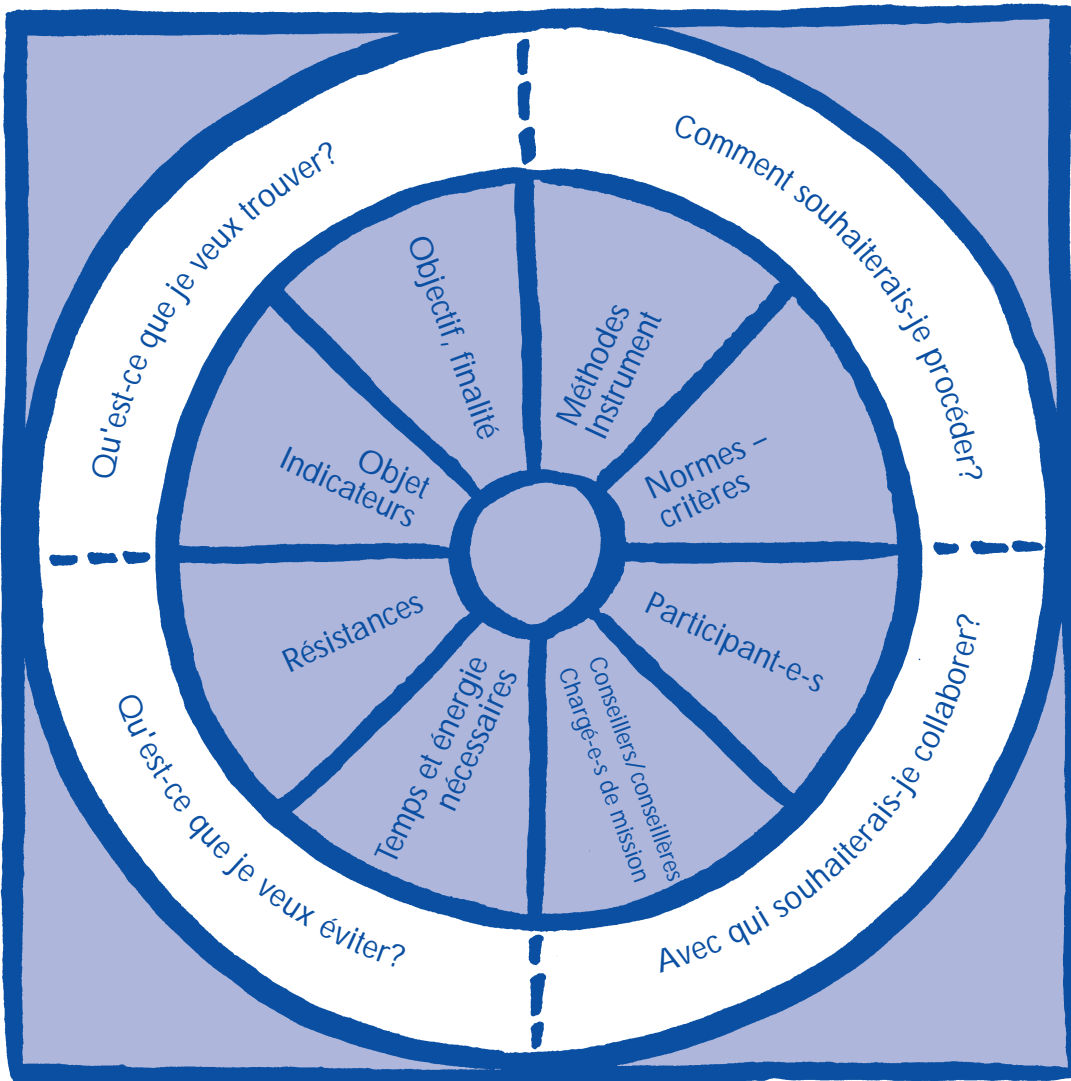 Qu'est-ce que je veux trouver?
Comment souhaiterais-je procéder?
Objectif, finalité
Méthodes
Instrument
Objet
Indicateurs
Normes –
critères
Résistances
Participant-e-s
Temps et énergie
nécessaires
Conseillers/conseillères
Chargé-e-s de mission
Qu'est-ce que je veux éviter?
Avec qui souhaiterais-je collaborer?